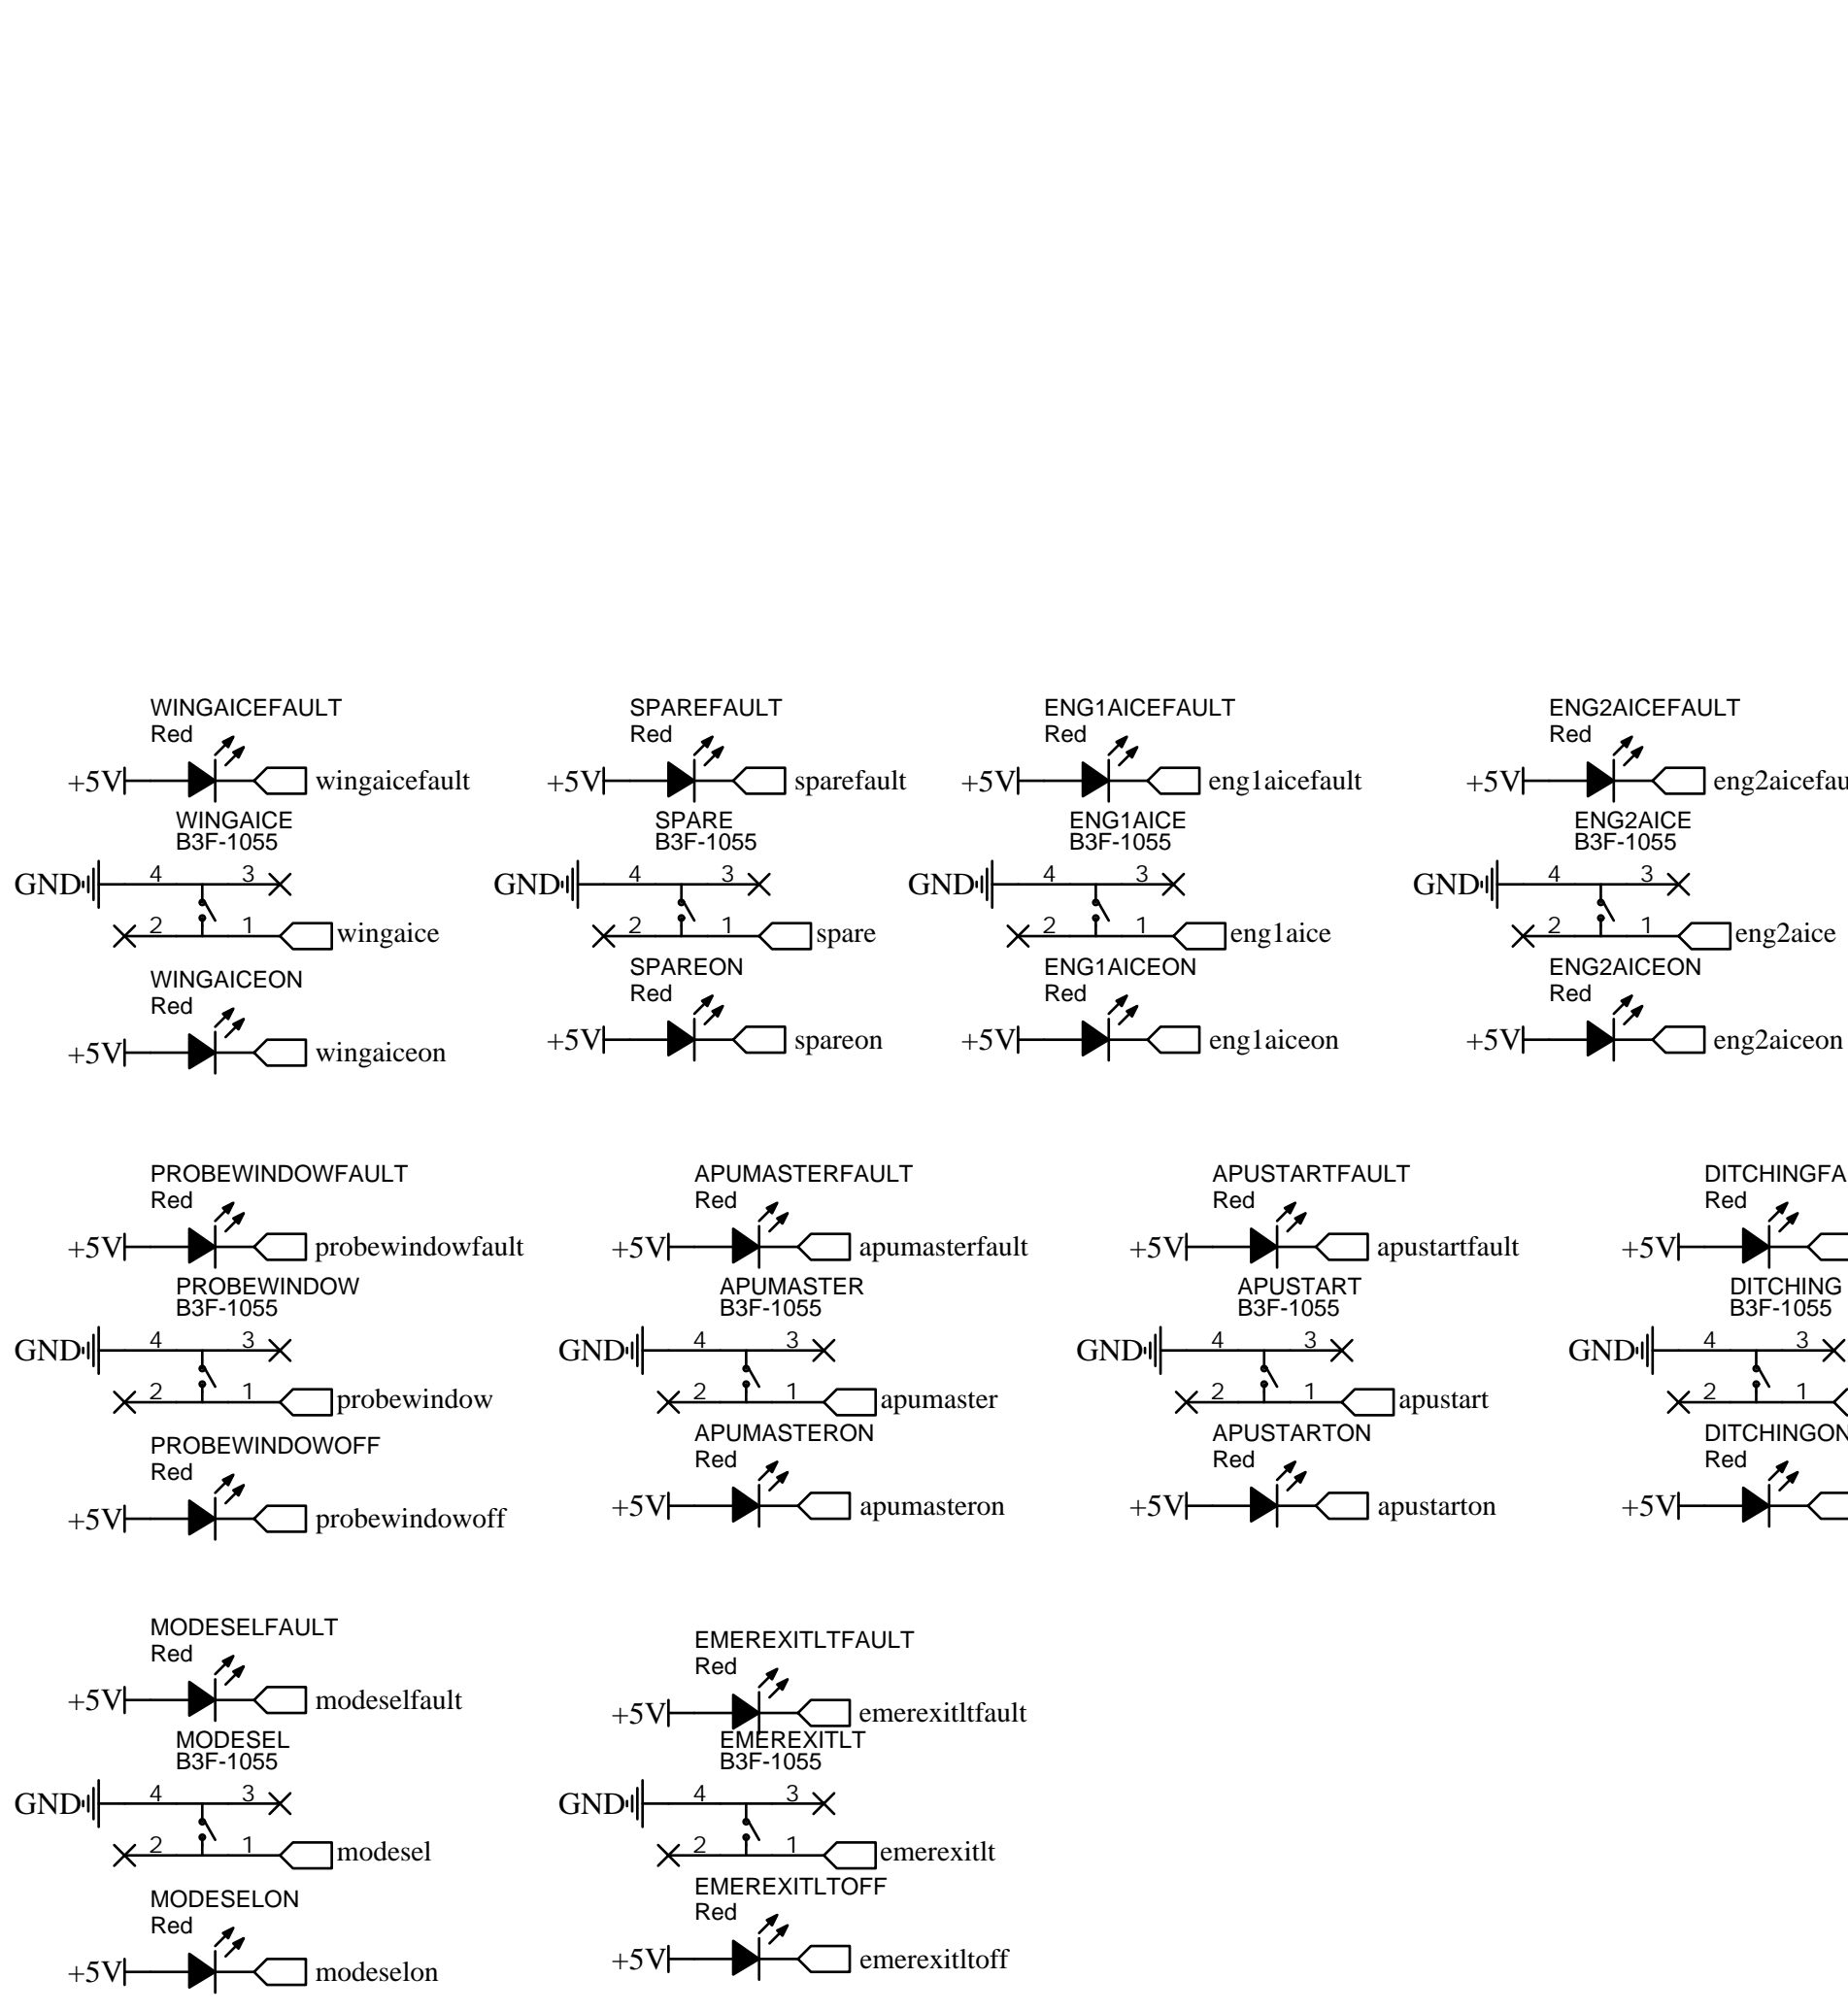 WINGAICEFAULT
Red
+5V wingaicefault
WINGAICE
B3F-1055
GND 4 3
2 1 wingaice
WINGAICEON
Red
+5V wingaiceon
SPAREFAULT
Red
+5V sparefault
SPARE
B3F-1055
GND 4 3
2 1 spare
SPAREON
Red
+5V spareon
ENG1AICEFAULT
Red
+5V eng1aicefault
ENG1AICE
B3F-1055
GND 4 3
2 1 eng1aice
ENG1AICEON
Red
+5V eng1aiceon
ENG2AICEFAULT
Red
+5V eng2aicefau
ENG2AICE
B3F-1055
GND 4 3
2 1 eng2aice
ENG2AICEON
Red
+5V eng2aiceon
PROBEWINDOWFAULT
Red
+5V probewindowfault
PROBEWINDOW
B3F-1055
GND 4 3
2 1 probewindow
PROBEWINDOWOFF
Red
+5V probewindowoff
APUMASTERFAULT
Red
+5V apumasterfault
APUMASTER
B3F-1055
GND 4 3
2 1 apumaster
APUMASTERON
Red
+5V apumasteron
APUSTARTFAULT
Red
+5V apustartfault
APUSTART
B3F-1055
GND 4 3
2 1 apustart
APUSTARTON
Red
+5V apustarton
DITCHINGFA
Red
+5V
DITCHING
B3F-1055
GND 4 3
2 1
DITCHINGON
Red
+5V
MODESELFAULT
Red
+5V modeselfault
MODESEL
B3F-1055
GND 4 3
2 1 modesel
MODESELON
Red
+5V modeselon
EMEREXITLTFAULT
Red
+5V emerexitltfault
EMEREXITLT
B3F-1055
GND 4 3
2 1 emerexitlt
EMEREXITLTOFF
Red
+5V emerexitltoff